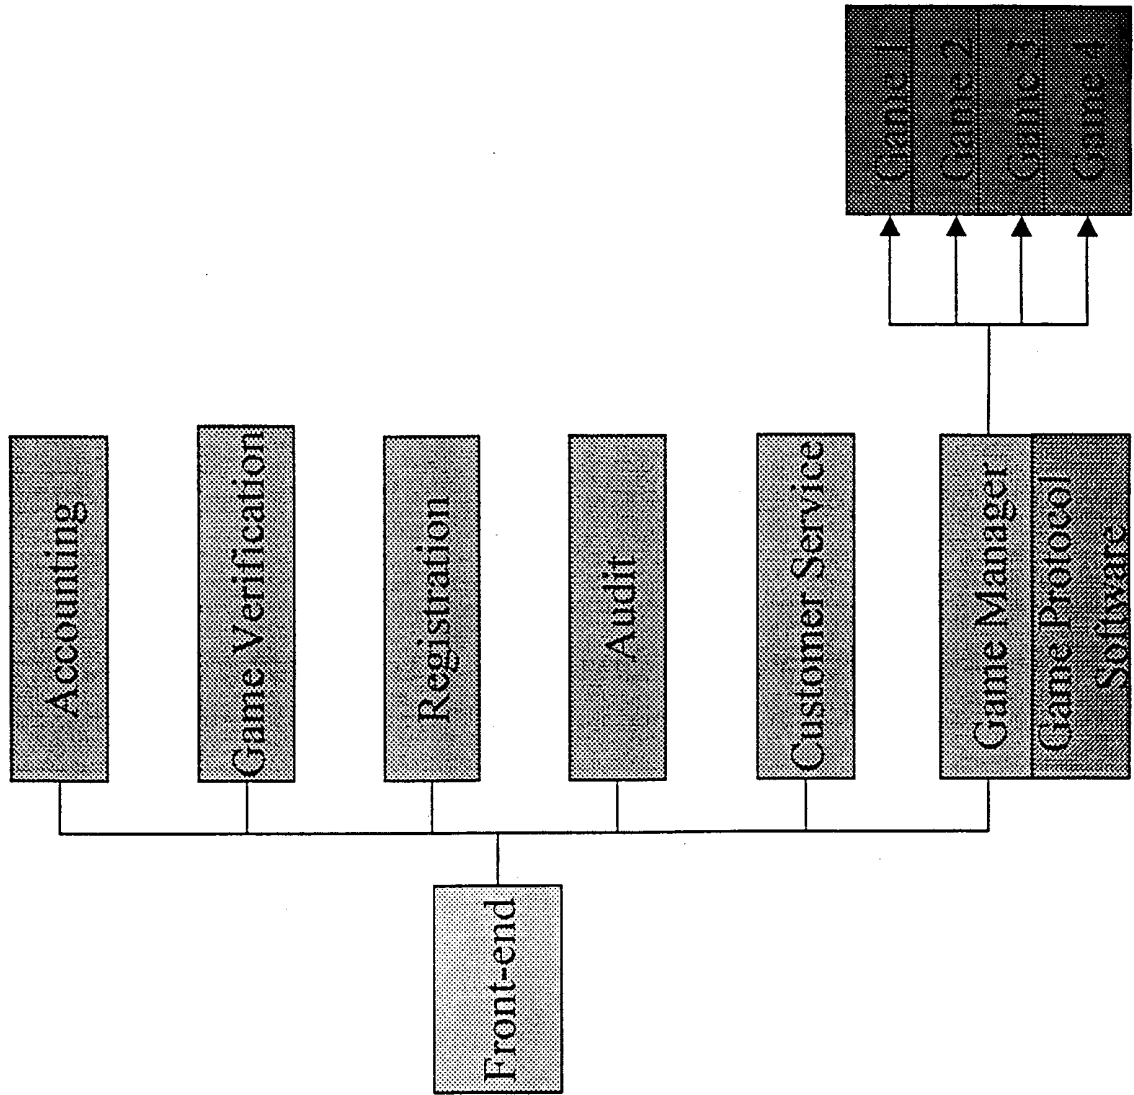 Front-end
Accounting
Game Verification
Registration
Audit
Customer Service
Game Manager
Game Protocol
Software
Game 1
Game 2
Game 3
Game 4